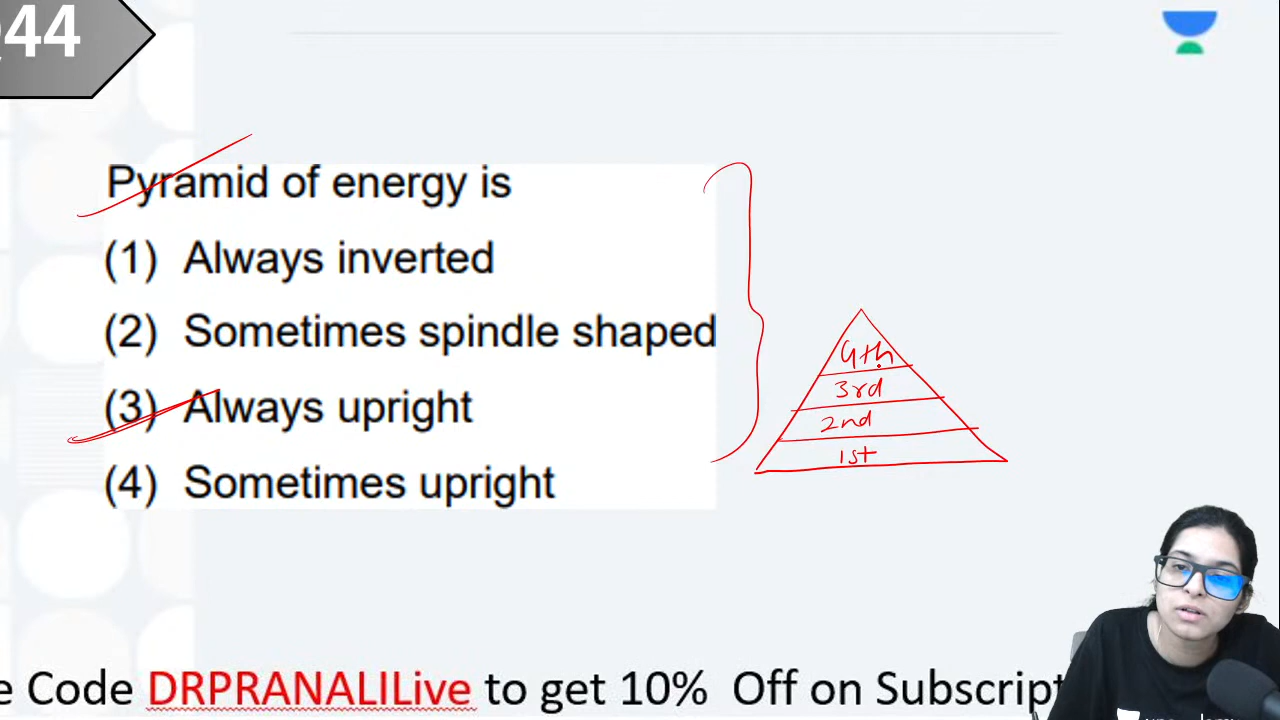 44
Pyramid of energy is
(1) Always inverted
(2) Sometimes spindle shaped
(3) Always upright
(4) Sometimes upright
4th
3rd
2nd
1st
e Code DRPRANALILive to get 10% Off on Subscript